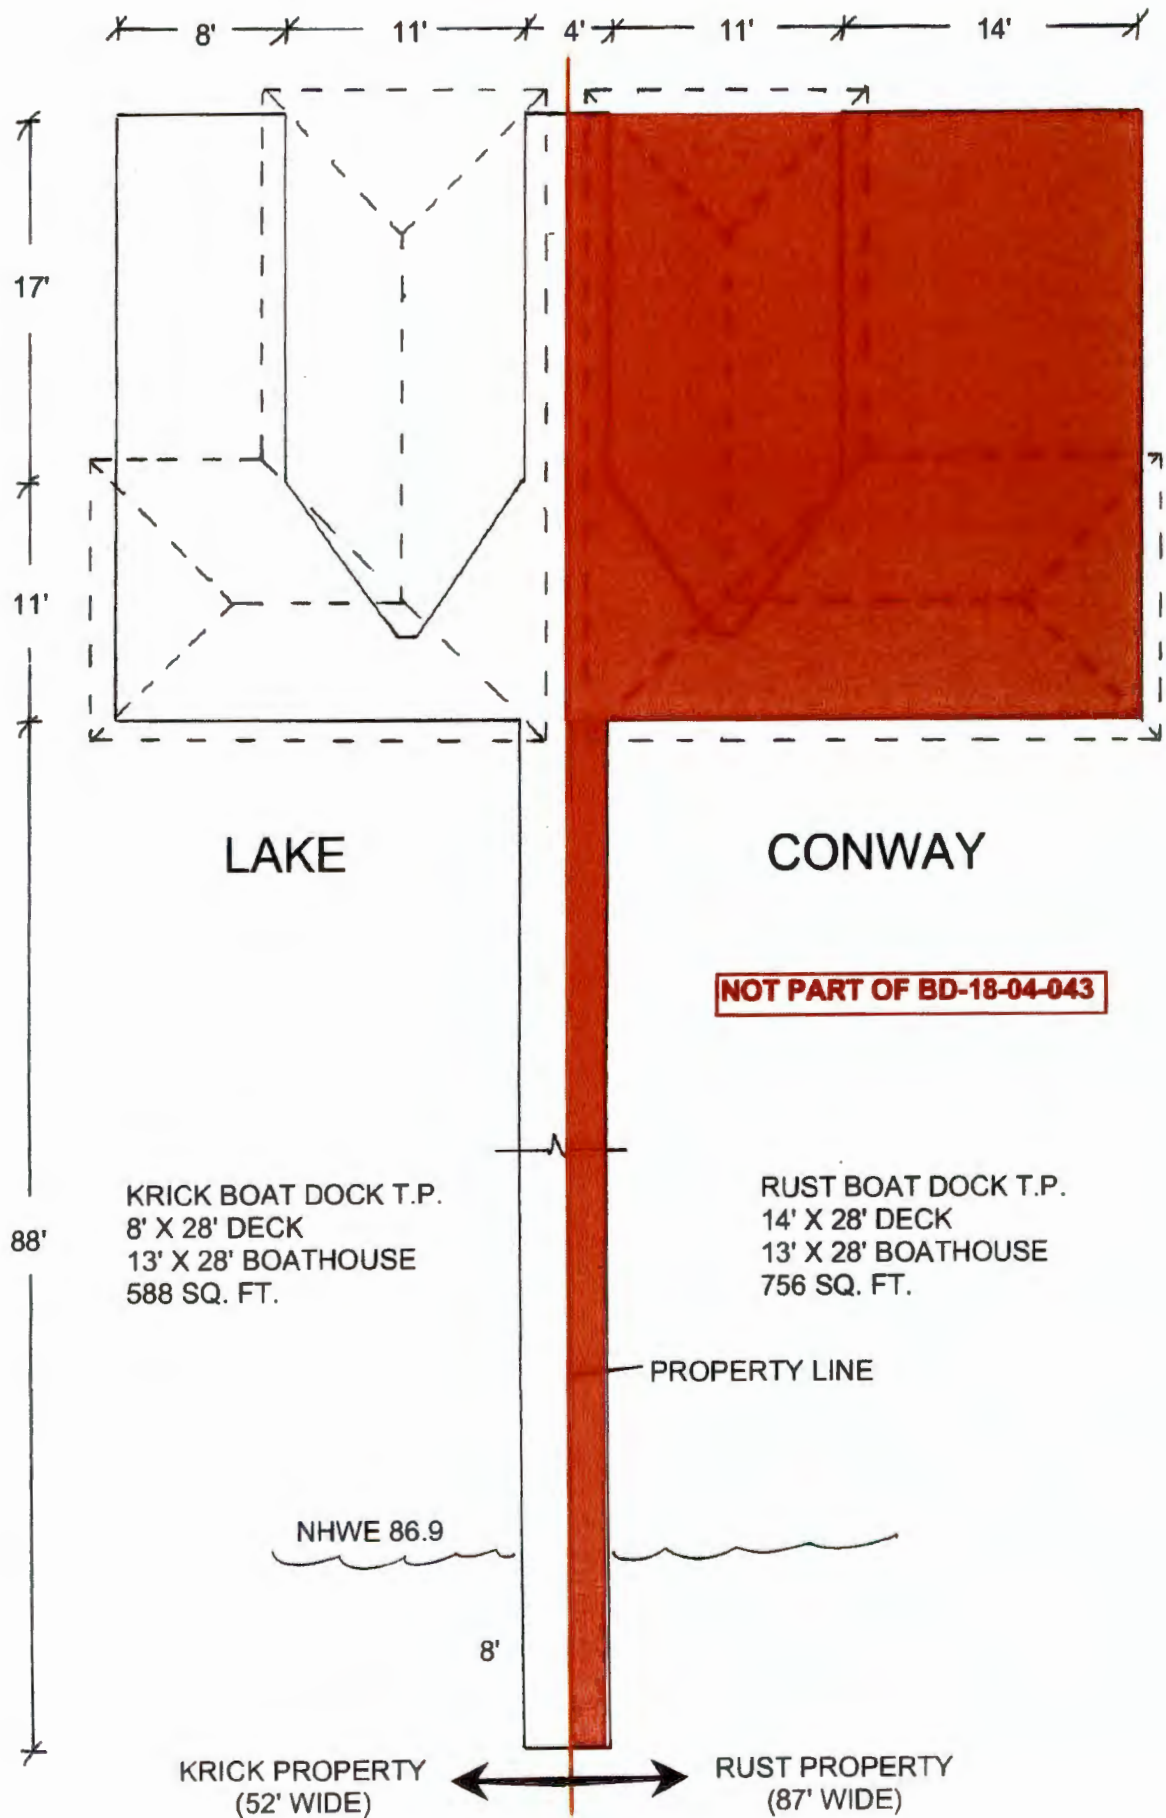 8' 11' 4' 11' 14'
17'
11'
LAKE CONWAY
NOT PART OF BD-18-04-043
KRICK BOAT DOCK T.P.
8' X 28' DECK
13' X 28' BOATHOUSE
588 SQ. FT.
RUST BOAT DOCK T.P.
14' X 28' DECK
13' X 28' BOATHOUSE
756 SQ. FT.
88'
PROPERTY LINE
NHWE 86.9
8'
KRICK PROPERTY
(52' WIDE)
RUST PROPERTY
(87' WIDE)